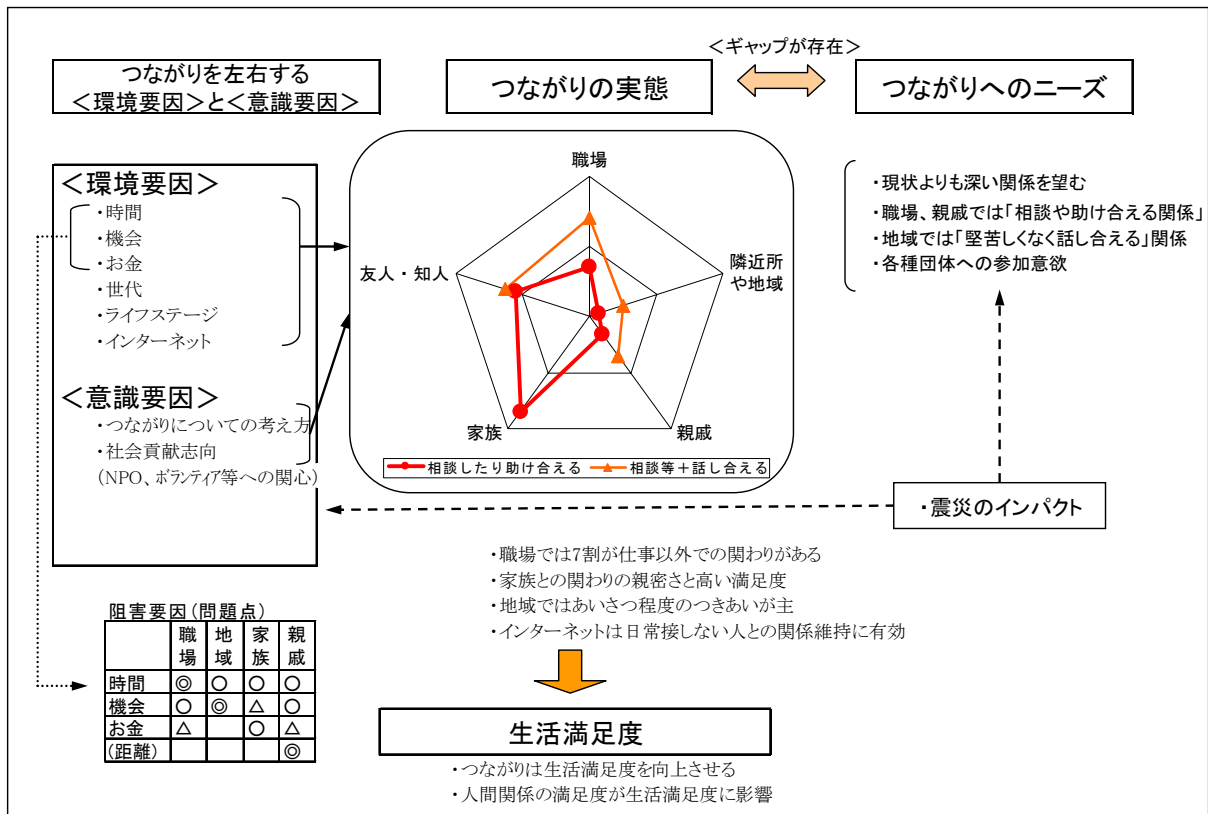 ＜ギャップが存在＞
つながりを左右する
＜環境要因＞と＜意識要因＞
つながりの実態
つながりへのニーズ
＜環境要因＞
・時間
・機会
・お金
・世代
・ライフステージ
・インターネット
＜意識要因＞
・つながりについての考え方
・社会貢献志向
(NPO、ボランティア等への関心)
職場
隣近所
や地域
親戚
家族
友人・知人
相談したり助け合える
相談等＋話し合える
・現状よりも深い関係を望む
・職場、親戚では「相談や助け合える関係」
・地域では「堅苦しくなく話し合える」関係
・各種団体への参加意欲
・震災のインパクト
・職場では7割が仕事以外での関わりがある
・家族との関わりの親密さと高い満足度
・地域ではあいさつ程度のつきあいが主
・インターネットは日常接しない人との関係維持に有効
阻害要因(問題点)
職場 地域 家族 親戚
時間 ◎ ○ ○ ○
機会 ○ ◎ △ ○
お金 △ ○ △
(距離) ◎
生活満足度
・つながりは生活満足度を向上させる
・人間関係の満足度が生活満足度に影響